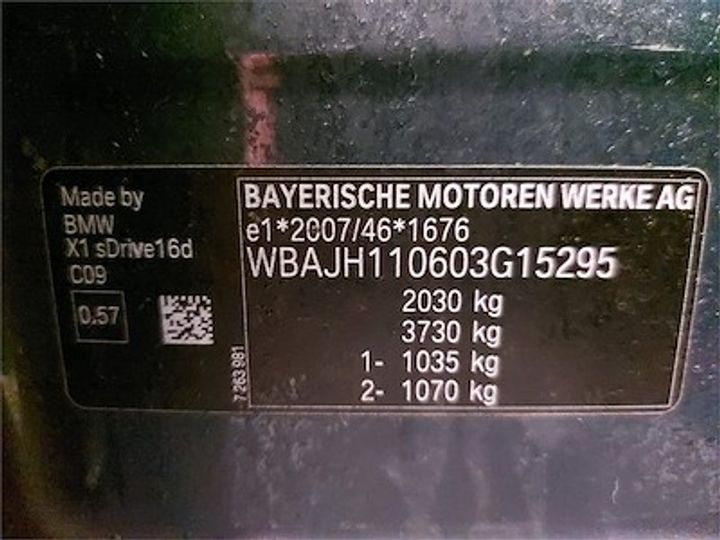 Made by
BMW
X1 sDrive16d
C09
0.57
7 263 981
BAYERISCHE MOTOREN WERKE AG
e1*2007/46*1676
WBAJH110603G15295
2030 kg
3730 kg
1- 1035 kg
2- 1070 kg